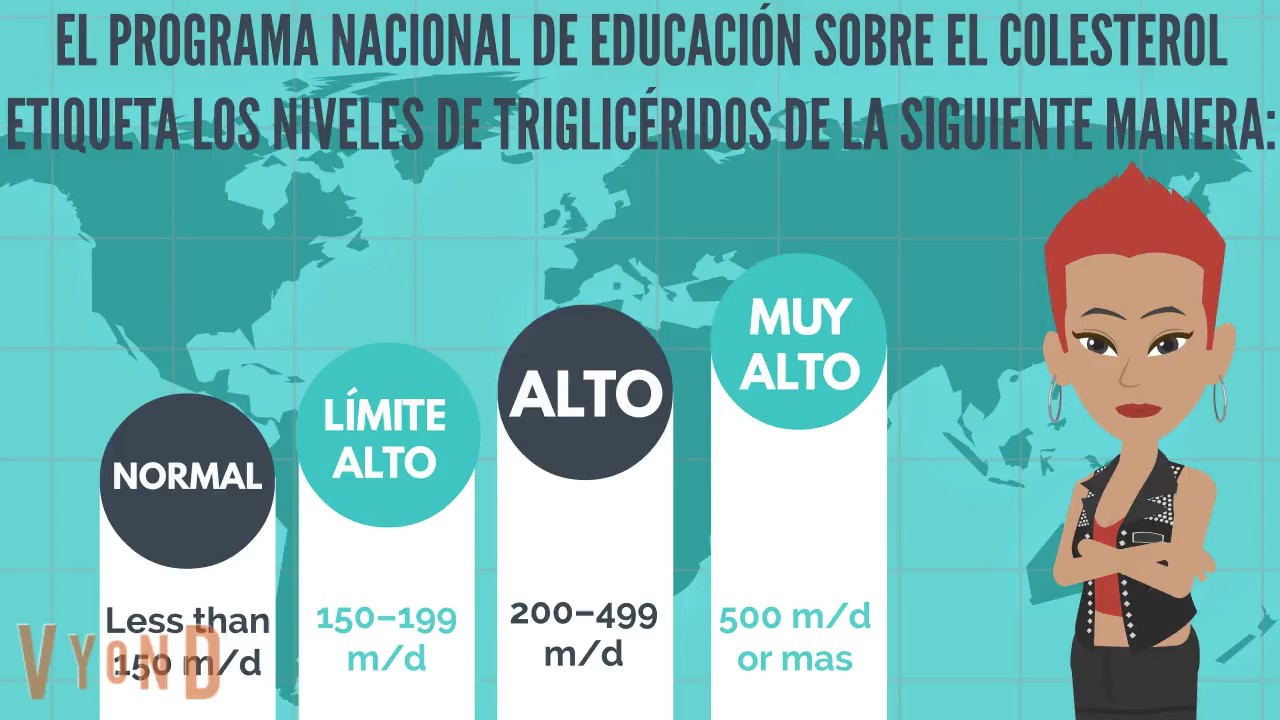 EL PROGRAMA NACIONAL DE EDUCACIÓN SOBRE EL COLESTEROL
ETIQUETA LOS NIVELES DE TRIGLICÉRIDOS DE LA SIGUIENTE MANERA:
NORMAL
Less than
150 m/d
LÍMITE
ALTO
150–199
m/d
ALTO
200–499
m/d
MUY
ALTO
500 m/d
or mas
VYOND